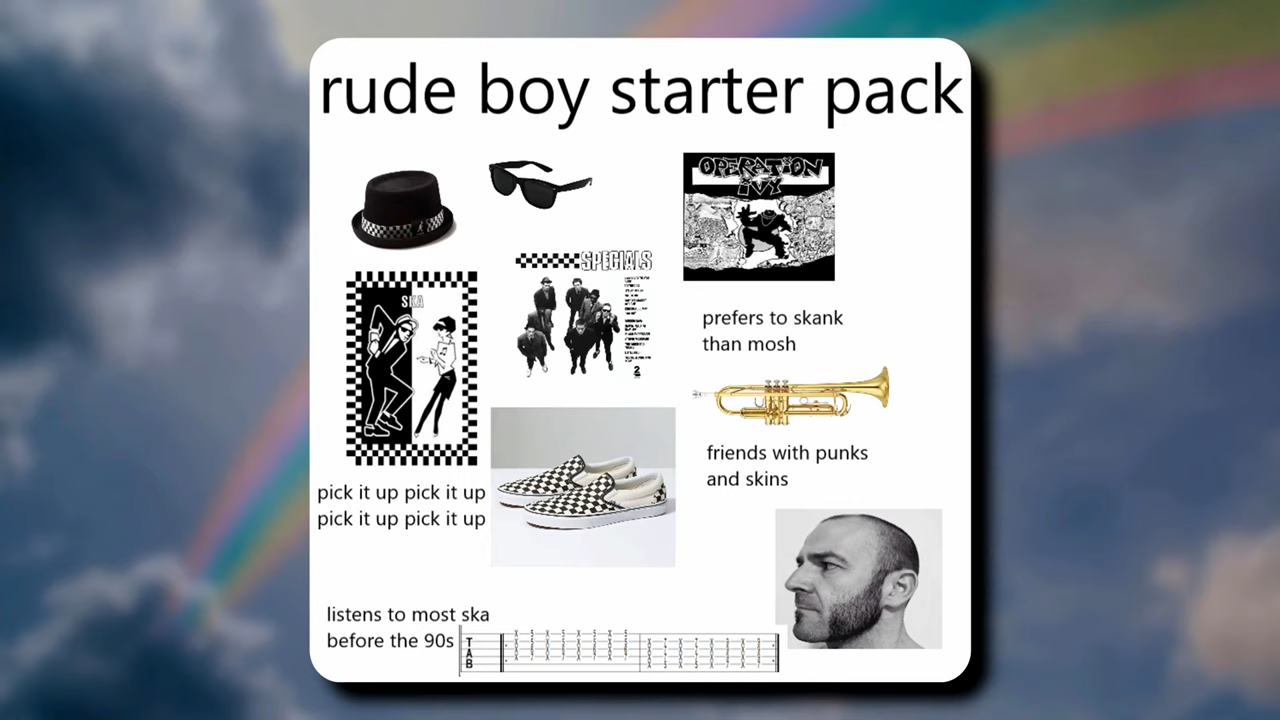 rude boy starter pack
OPERATION
IVY
SPECIALS
SKA
prefers to skank
than mosh
2
friends with punks
and skins
pick it up pick it up
pick it up pick it up
listens to most ska
before the 90s
T
A
B